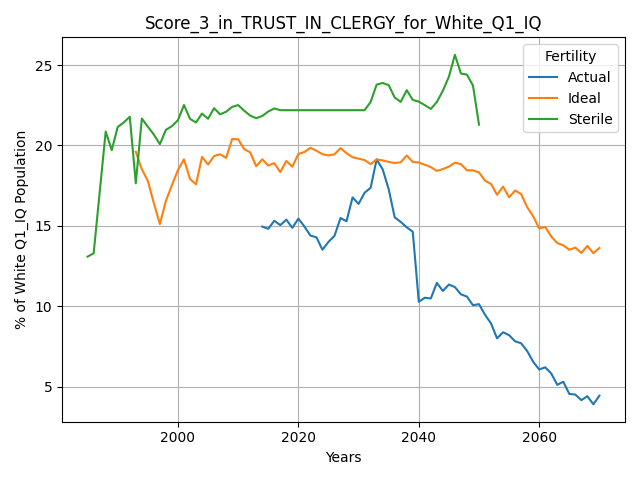 Score_3_in_TRUST_IN_CLERGY_for_White_Q1_IQ
Fertility
Actual
Ideal
Sterile
% of White Q1_IQ Population
25
20
15
10
5
2000
2020
2040
2060
Years